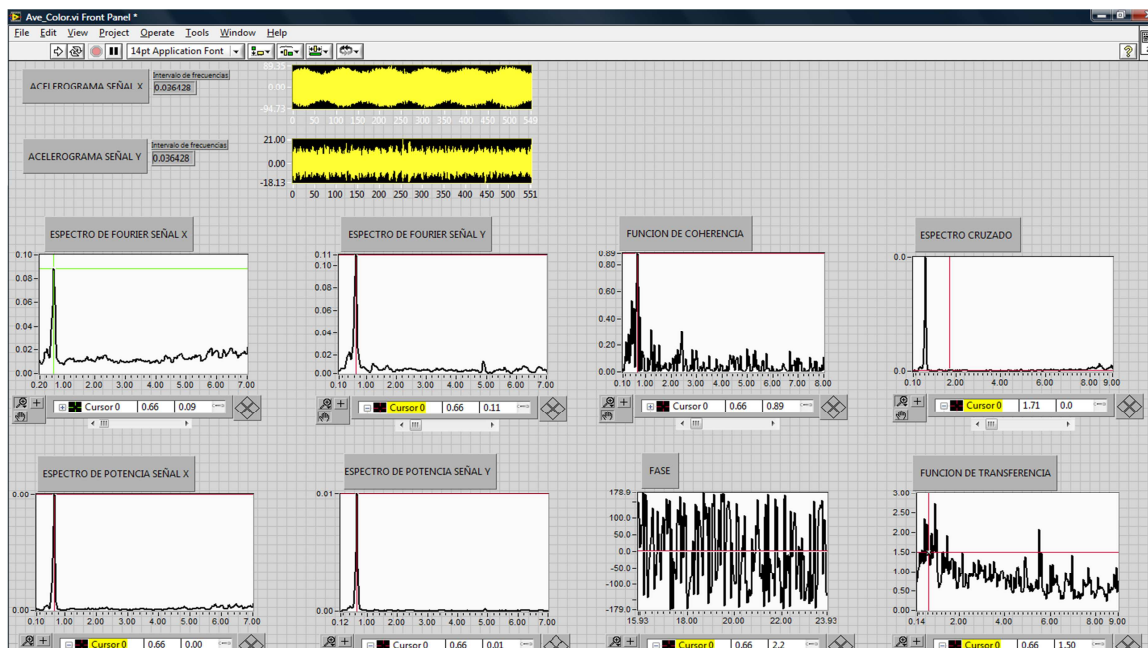 Ave_Color.vi Front Panel *
File Edit View Project Operate Tools Window Help
14pt Application Font
ACELEROGRAMA SEÑAL X
Intervalo de frecuencias
0.036428
0.00
-94.73
0 50 100 150 200 250 300 350 400 450 500 549
ACELEROGRAMA SEÑAL Y
Intervalo de frecuencias
0.036428
21.00
0.00
-18.13
0 50 100 150 200 250 300 350 400 450 500 551
ESPECTRO DE FOURIER SEÑAL X
0.10
0.08
0.06
0.04
0.02
0.00
0.20 1.00 2.00 3.00 4.00 5.00 6.00 7.00
Cursor 0 0.66 0.09
ESPECTRO DE FOURIER SEÑAL Y
0.11
0.10
0.08
0.06
0.04
0.02
0.00
0.10 1.00 2.00 3.00 4.00 5.00 6.00 7.00
Cursor 0 0.66 0.11
FUNCION DE COHERENCIA
0.89
0.80
0.60
0.40
0.20
0.00
0.10 1.00 2.00 3.00 4.00 5.00 6.00 7.00 8.00
Cursor 0 0.66 0.89
ESPECTRO CRUZADO
0.0
0.0
0.10 2.00 4.00 6.00 8.00 9.00
Cursor 0 1.71 0.0
ESPECTRO DE POTENCIA SEÑAL X
0.00
0.00
0.10 1.00 2.00 3.00 4.00 5.00 6.00 7.00
Cursor 0 0.66 0.00
ESPECTRO DE POTENCIA SEÑAL Y
0.01
0.00
0.10 1.00 2.00 3.00 4.00 5.00 6.00 7.00
Cursor 0 0.66 0.01
FASE
178.9
100.0
50.0
0.0
-50.0
-100.0
-179.0
15.93 18.00 20.00 22.00 23.93
Cursor 0 0.66 2.2
FUNCION DE TRANSFERENCIA
3.00
2.50
2.00
1.50
1.00
0.50
0.00
0.14 2.00 4.00 6.00 8.00 9.00
Cursor 0 0.66 1.50